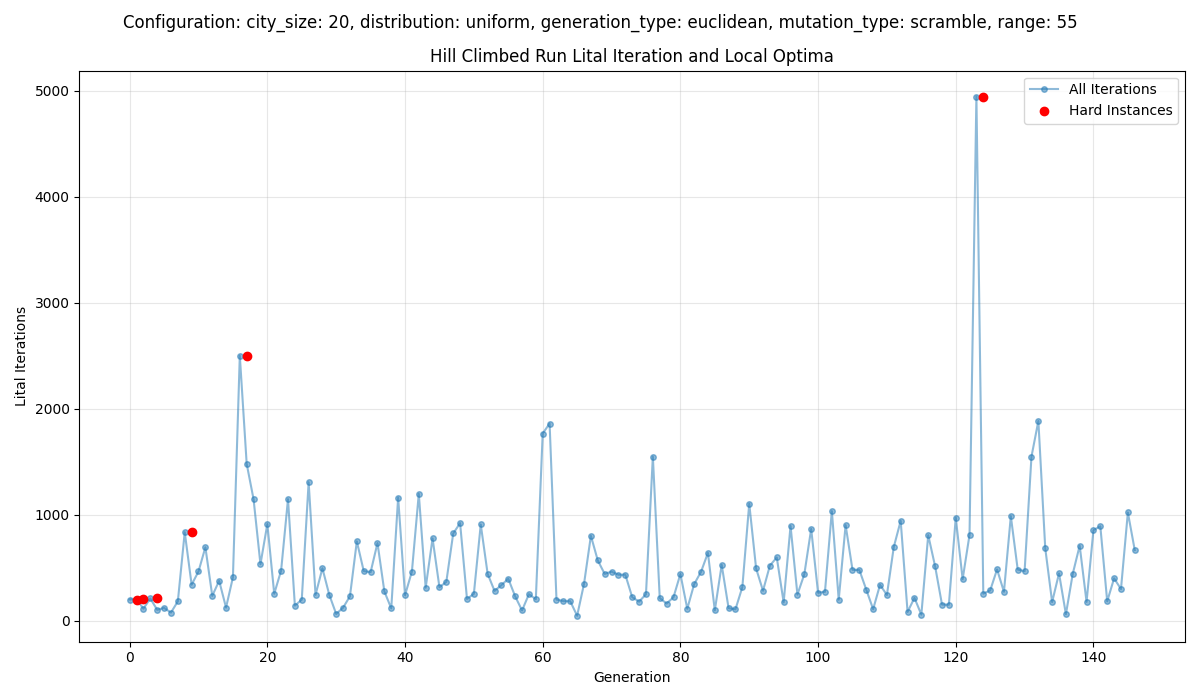 Configuration: city_size: 20, distribution: uniform, generation_type: euclidean, mutation_type: scramble, range: 55
Hill Climbed Run Lital Iteration and Local Optima
All Iterations
Hard Instances
Lital Iterations
5000
4000
3000
2000
1000
0
0 20 40 60 80 100 120 140
Generation